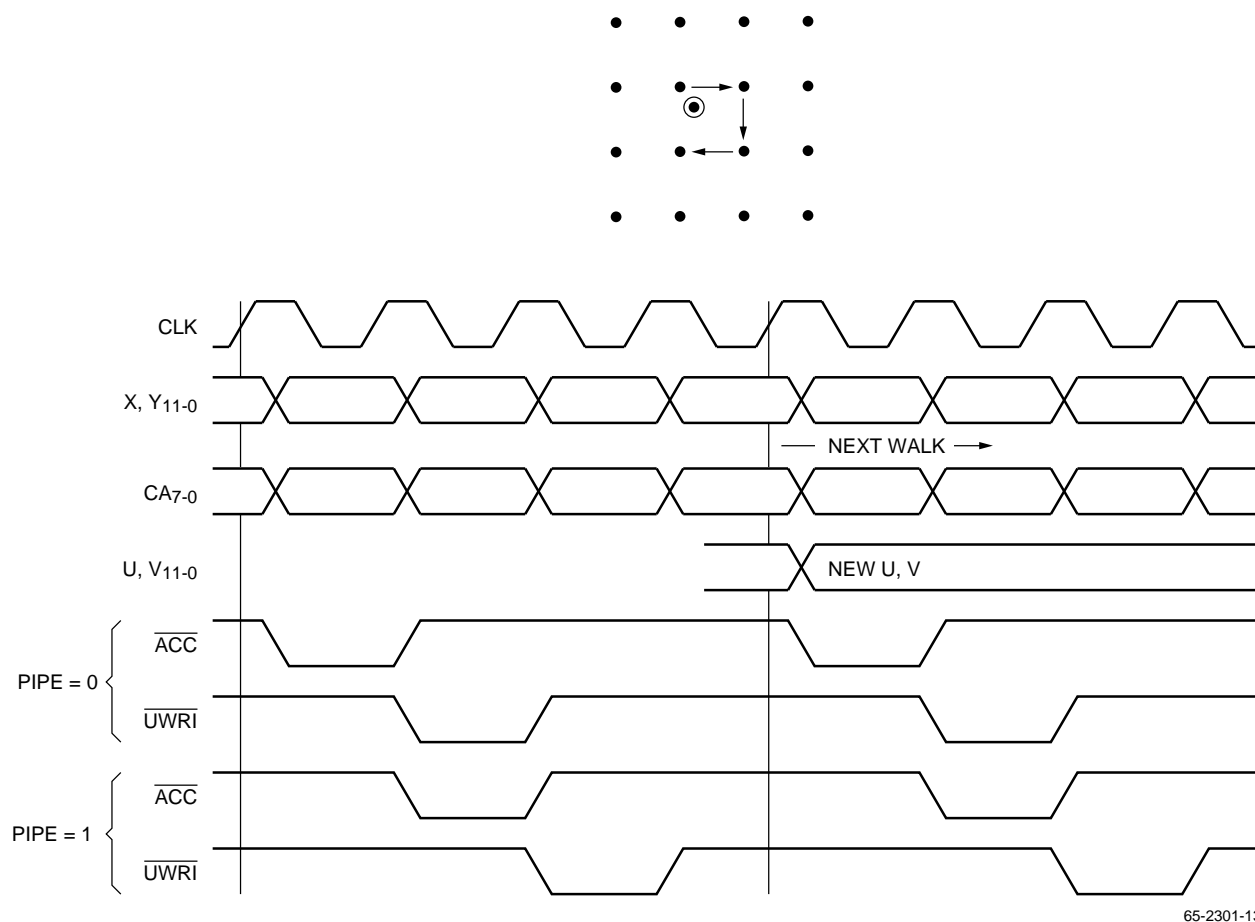 CLK
X, Y11-0
NEXT WALK
CA7-0
U, V11-0
NEW U, V
ACC
PIPE = 0
UWRI
ACC
PIPE = 1
UWRI